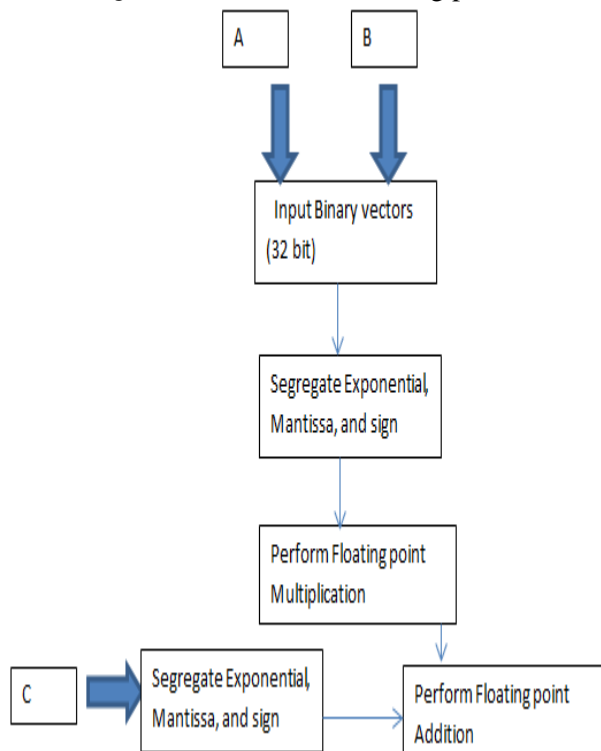 A
B
Input Binary vectors
(32 bit)
Segregate Exponential,
Mantissa, and sign
Perform Floating point
Multiplication
C
Segregate Exponential,
Mantissa, and sign
Perform Floating point
Addition